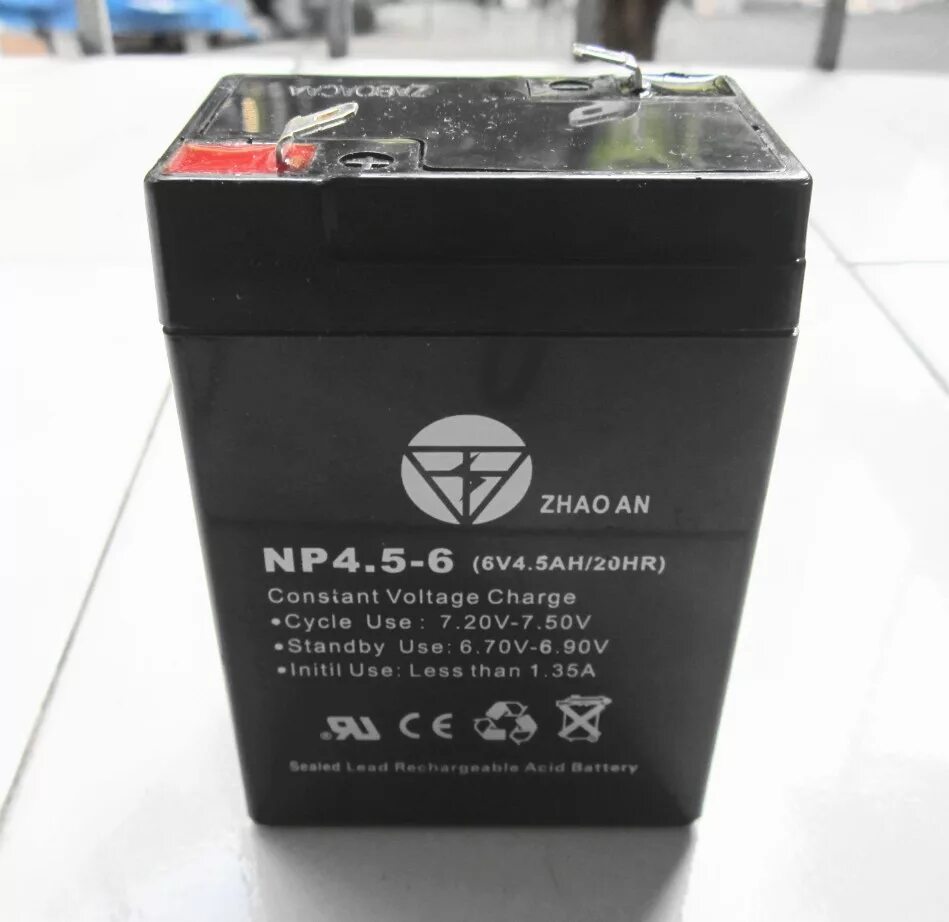 ZABOACA4
ZHAO AN
NP4.5-6 (6V4.5AH/20HR)
Constant Voltage Charge
•Cycle Use: 7.20V-7.50V
•Standby Use: 6.70V-6.90V
•Initil Use: Less than 1.35A
CE
Sealed Lead Rechargeable Acid Battery